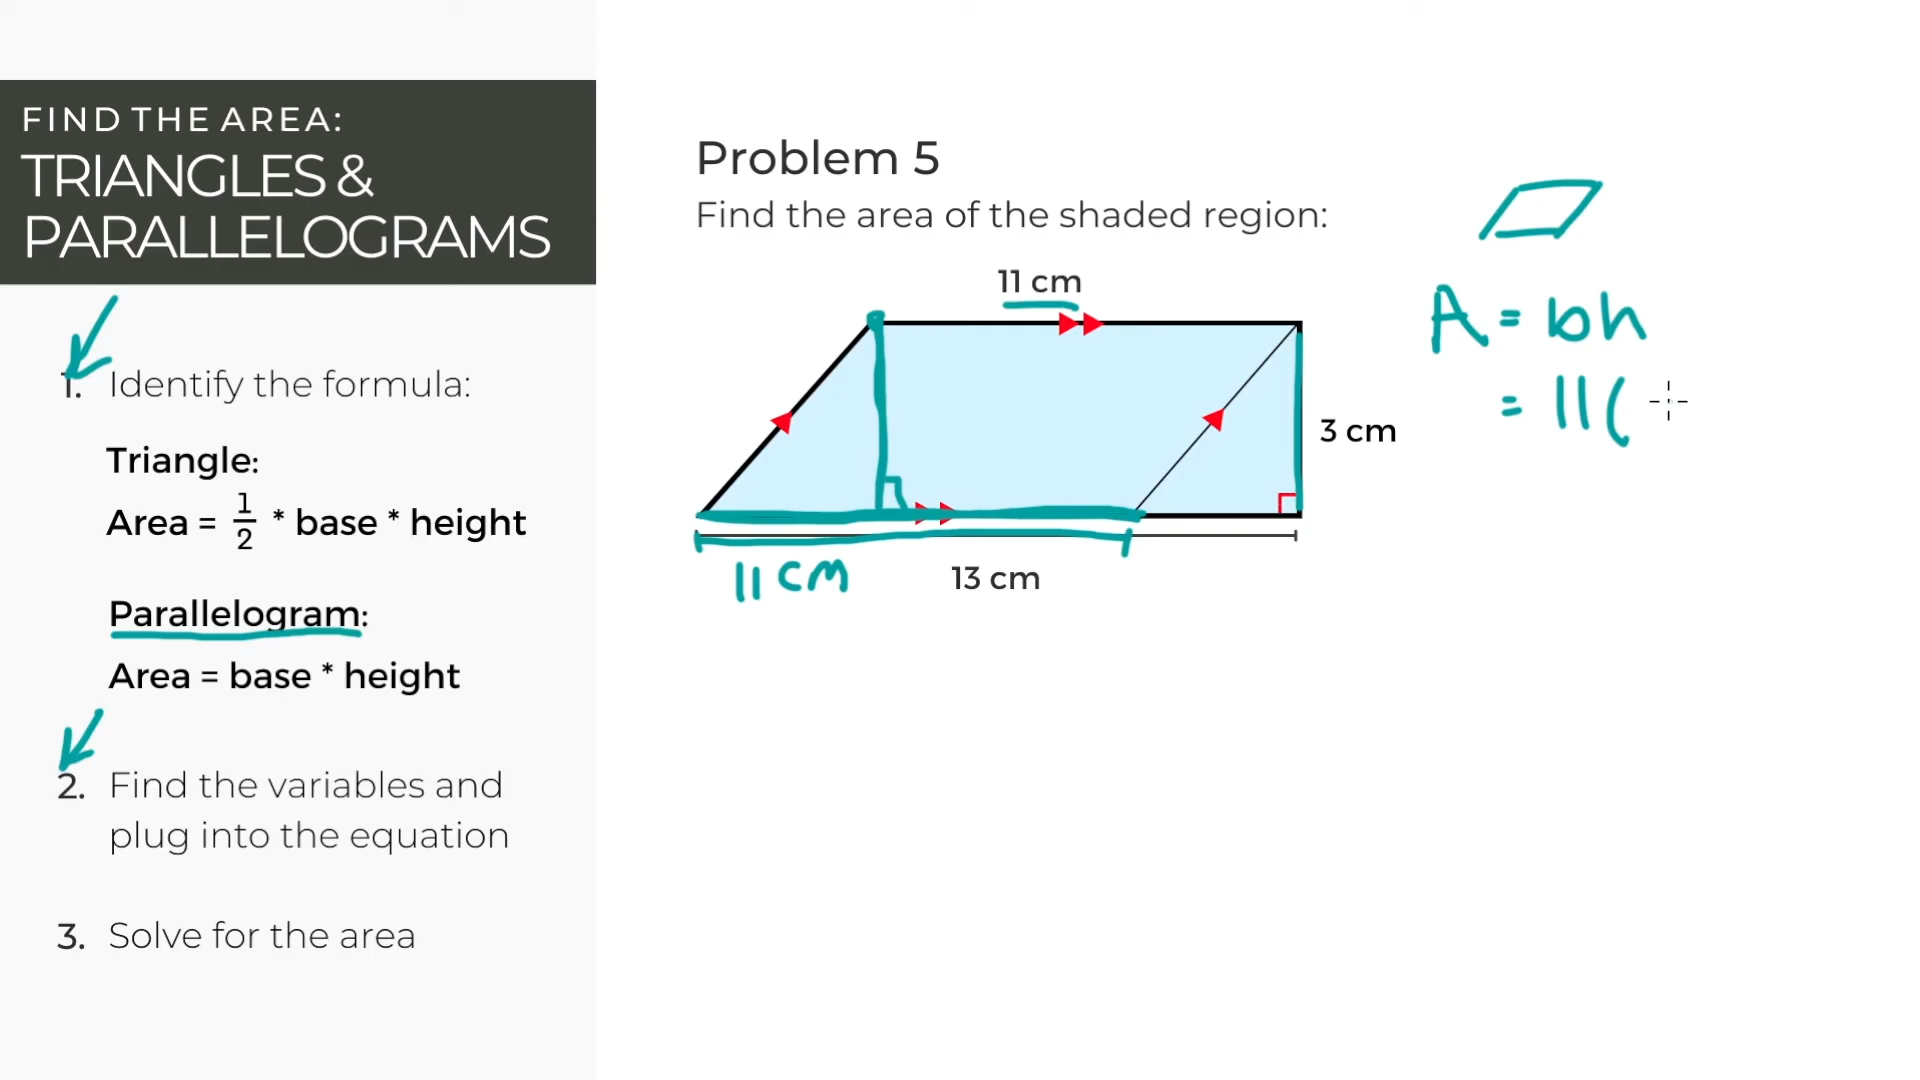 FIND THE AREA:
TRIANGLES &
PARALLELOGRAMS
1. Identify the formula:
Triangle:
Area = 1/2 * base * height
Parallelogram:
Area = base * height
2. Find the variables and
plug into the equation
3. Solve for the area
Problem 5
Find the area of the shaded region:
11 cm
3 cm
11 CM
13 cm
A = bh
= 11(